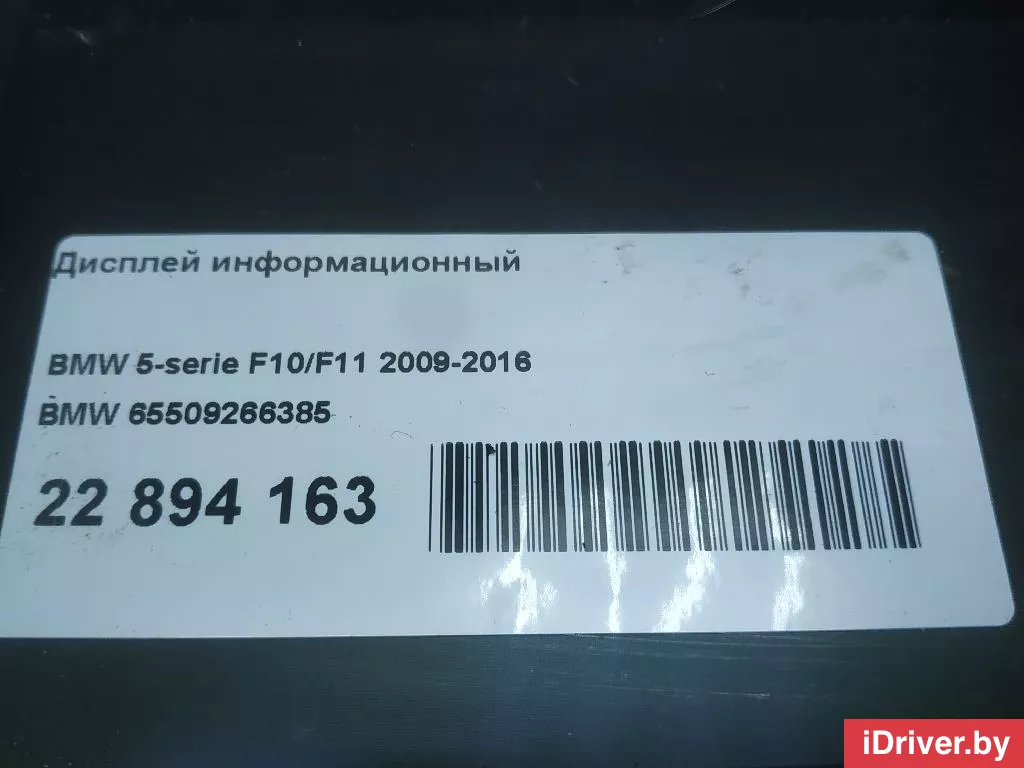 Дисплей информационный
BMW 5-serie F10/F11 2009-2016
BMW 65509266385
22 894 163
iDriver.by